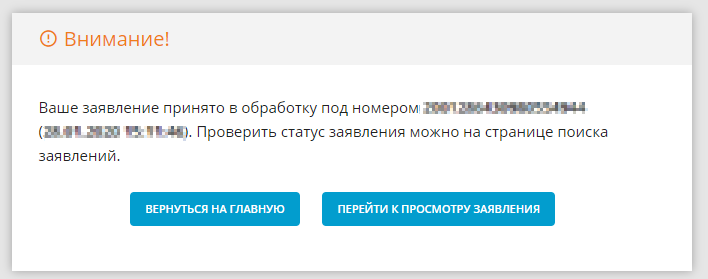 Внимание!
Ваше заявление принято в обработку под номером
( ). Проверить статус заявления можно на странице поиска
заявлений.
ВЕРНУТЬСЯ НА ГЛАВНУЮ ПЕРЕЙТИ К ПРОСМОТРУ ЗАЯВЛЕНИЯ